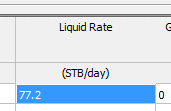 Liquid Rate G
(STB/day)
77.2 0